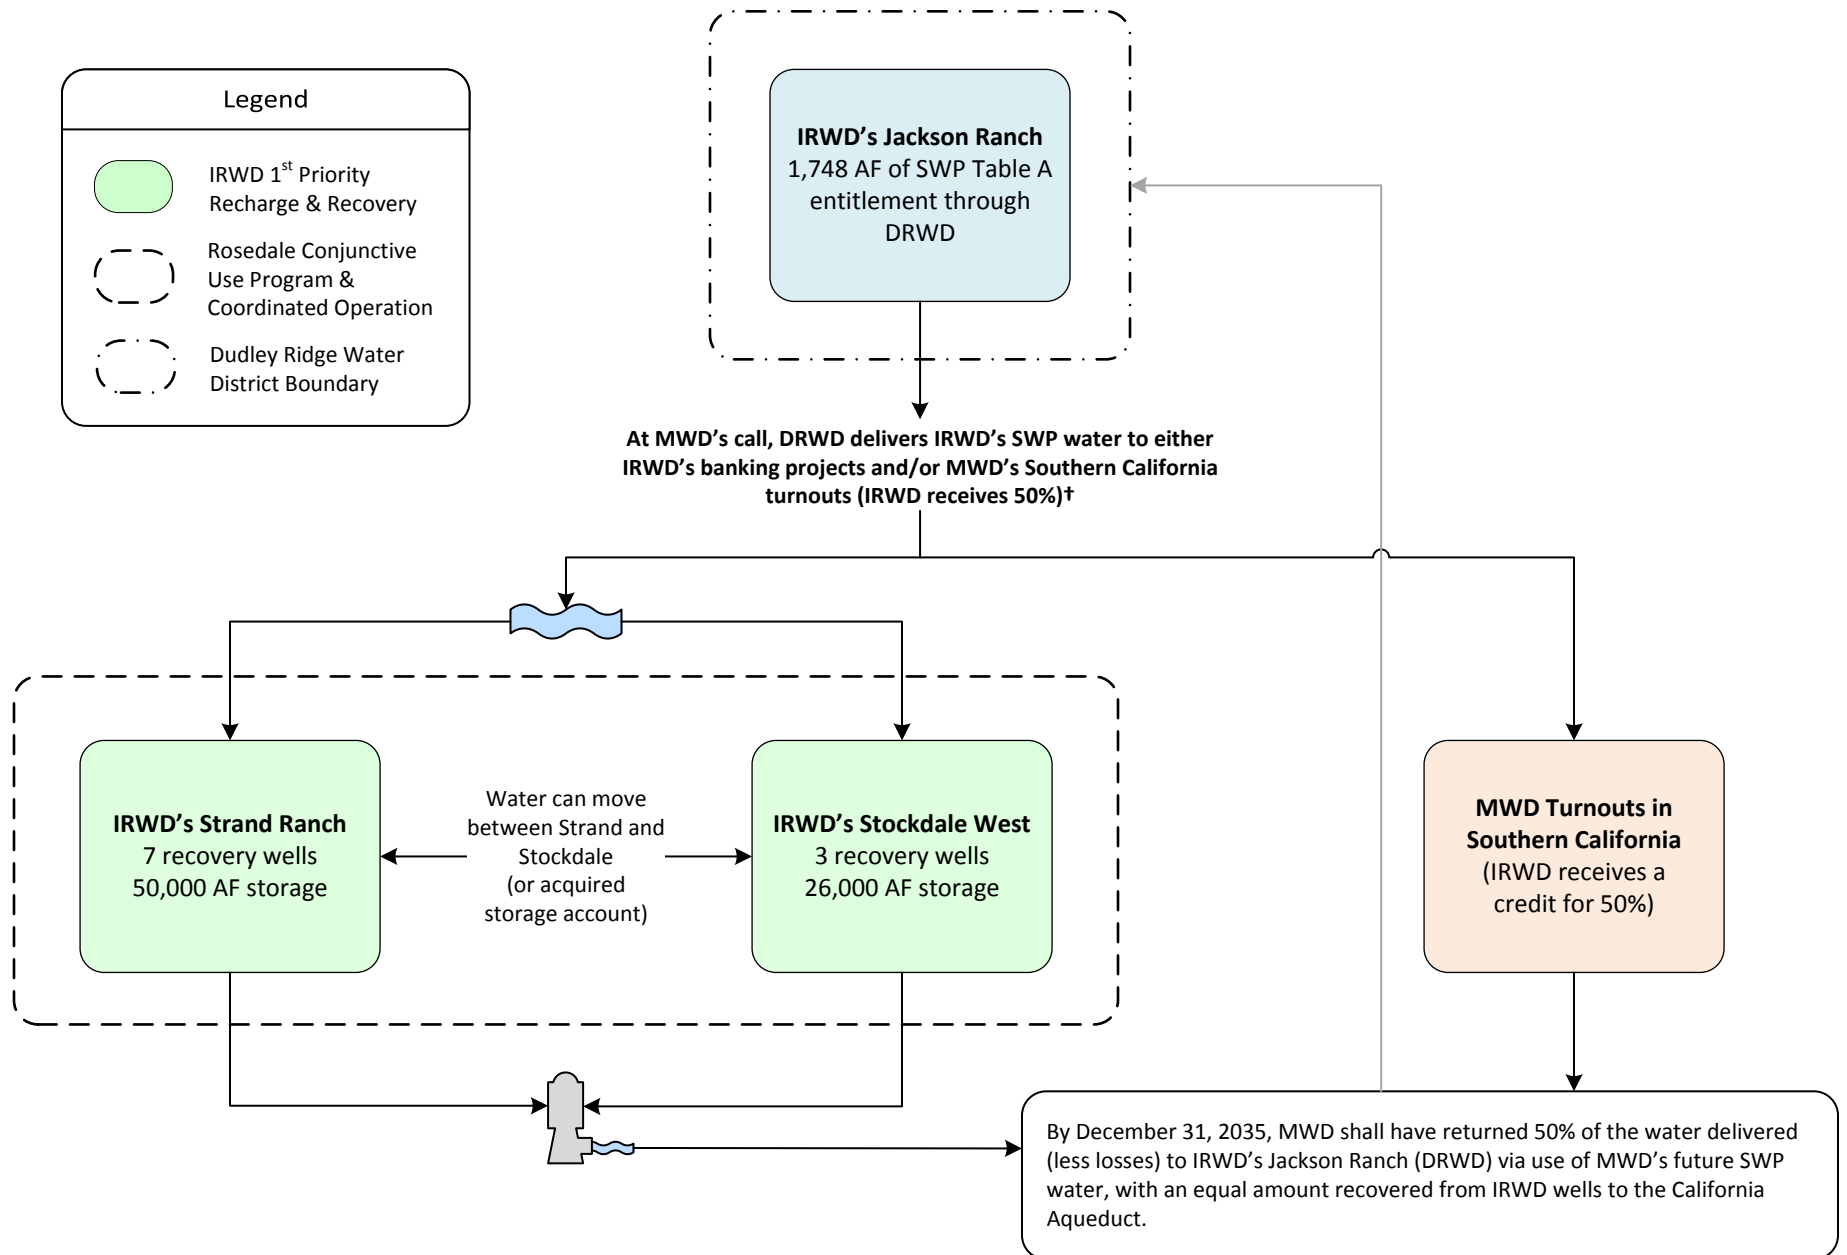 Legend
IRWD 1st Priority
Recharge & Recovery
Rosedale Conjunctive
Use Program &
Coordinated Operation
Dudley Ridge Water
District Boundary
IRWD’s Jackson Ranch
1,748 AF of SWP Table A
entitlement through
DRWD
At MWD’s call, DRWD delivers IRWD’s SWP water to either
IRWD’s banking projects and/or MWD’s Southern California
turnouts (IRWD receives 50%)†
IRWD’s Strand Ranch
7 recovery wells
50,000 AF storage
Water can move
between Strand and
Stockdale
(or acquired
storage account)
IRWD’s Stockdale West
3 recovery wells
26,000 AF storage
MWD Turnouts in
Southern California
(IRWD receives a
credit for 50%)
By December 31, 2035, MWD shall have returned 50% of the water delivered
(less losses) to IRWD’s Jackson Ranch (DRWD) via use of MWD’s future SWP
water, with an equal amount recovered from IRWD wells to the California
Aqueduct.